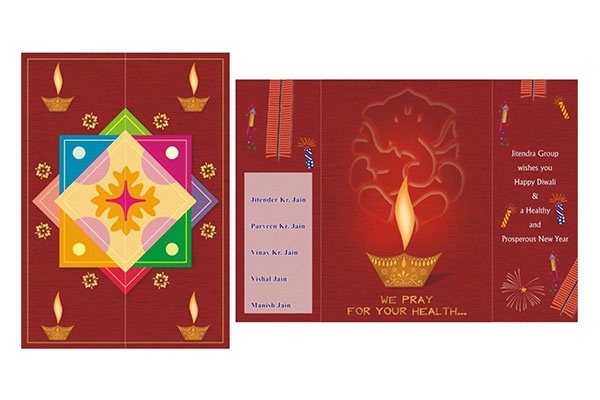 Jitender Kr. Jain
Parveen Kr. Jain
Vinay Kr. Jain
Vishal Jain
Manish Jain
WE PRAY
FOR YOUR HEALTH...
Jitendra Group
wishes you
Happy Diwali
&
a Healthy
and
Prosperous New Year